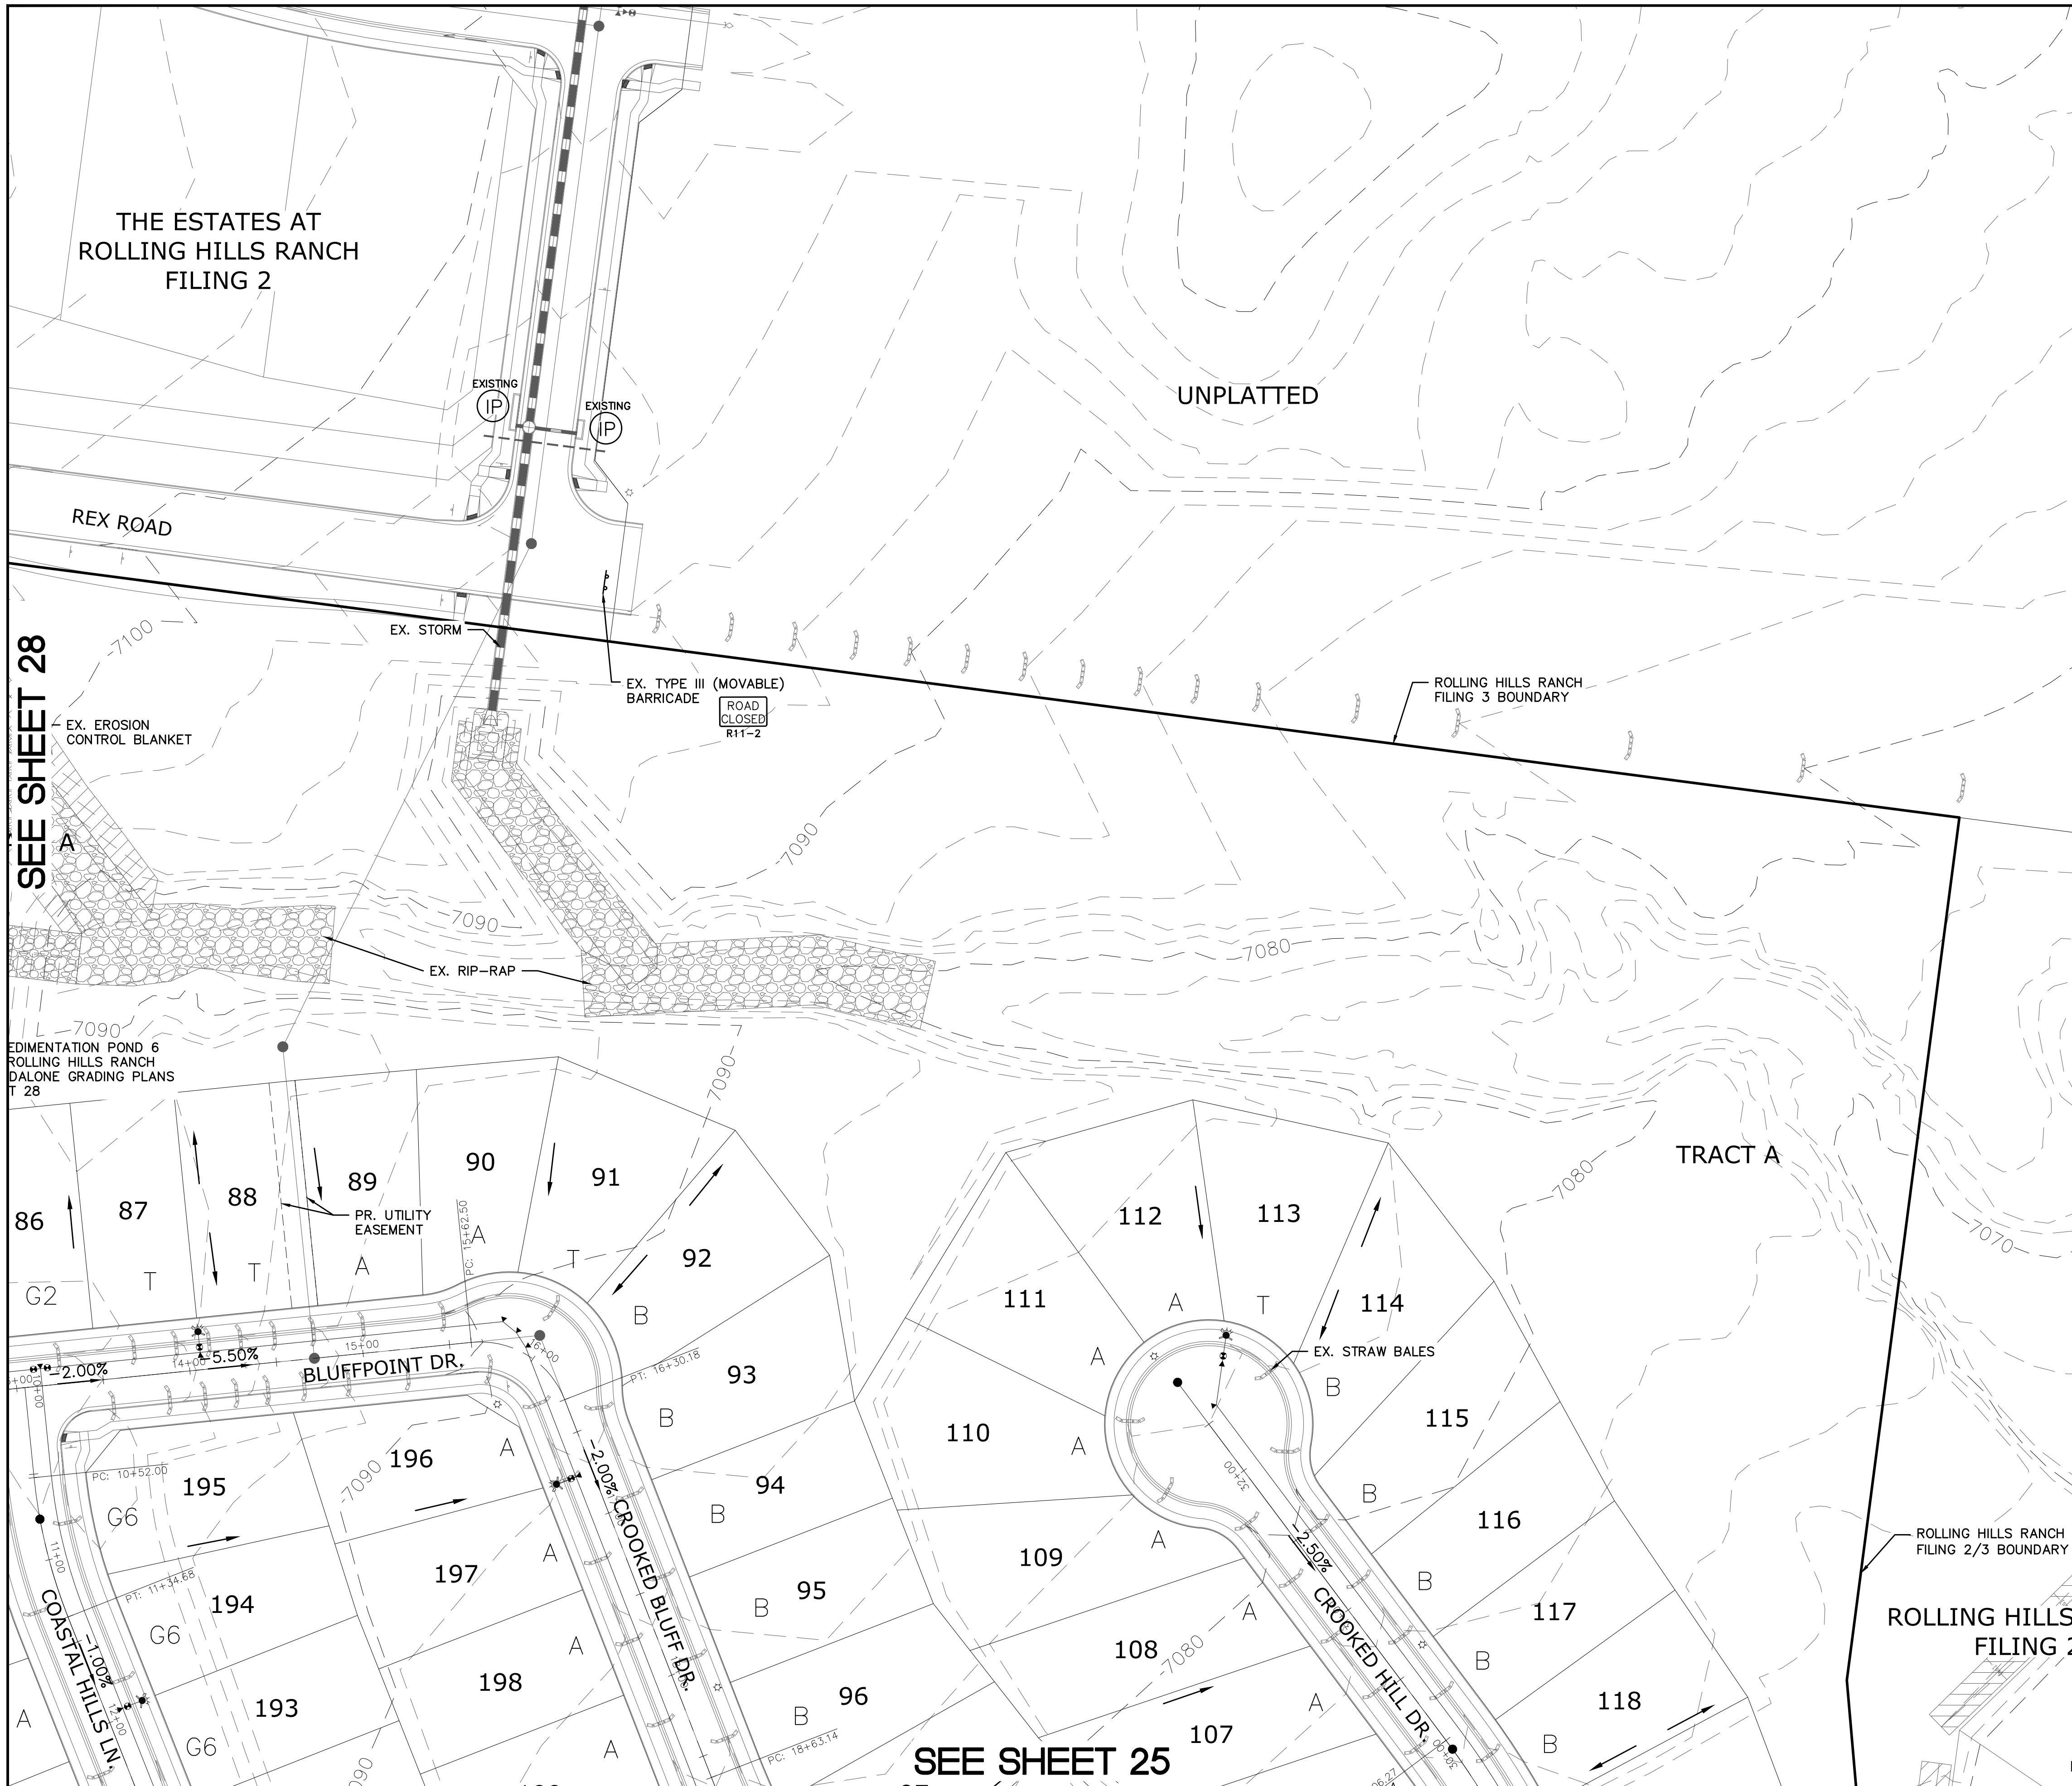 THE ESTATES AT
ROLLING HILLS RANCH
FILING 2
EXISTING
IP
EXISTING
IP
UNPLATTED
REX ROAD
SEE SHEET 28
7100
EX. STORM
EX. TYPE III (MOVABLE)
BARRICADE
ROAD
CLOSED
R11-2
ROLLING HILLS RANCH
FILING 3 BOUNDARY
EX. EROSION
CONTROL BLANKET
A
7090
7090
7080
EX. RIP-RAP
7090
EDIMENTATION POND 6
ROLLING HILLS RANCH
DALONE GRADING PLANS
T 28
7090
TRACT A
7080
7070
86
87
88
89
90
91
92
PR. UTILITY
EASEMENT
PC: 15+62.50
G2
T
T
A
A
T
B
112
113
111
114
A
T
A
B
EX. STRAW BALES
-2.00%
14+00
5.50%
15+00
16+00
BLUFFPOINT DR.
10+00
PT: 16+30.18
93
B
110
A
115
B
PC: 10+52.00
195
G6
7090
196
A
-2.00%
CROOKED BLUFF DR.
94
B
32+00
-2.50%
CROOKED HILL DR.
109
A
116
B
ROLLING HILLS RANCH
FILING 2/3 BOUNDARY
11+00
COASTAL HILLS LN.
-1.00%
PT: 11+34.68
194
G6
197
A
95
B
108
A
7080
117
B
ROLLING HILLS
FILING 2
12+00
193
G6
A
198
A
A
96
B
PC: 18+63.14
107
A
118
B
30+00
SEE SHEET 25